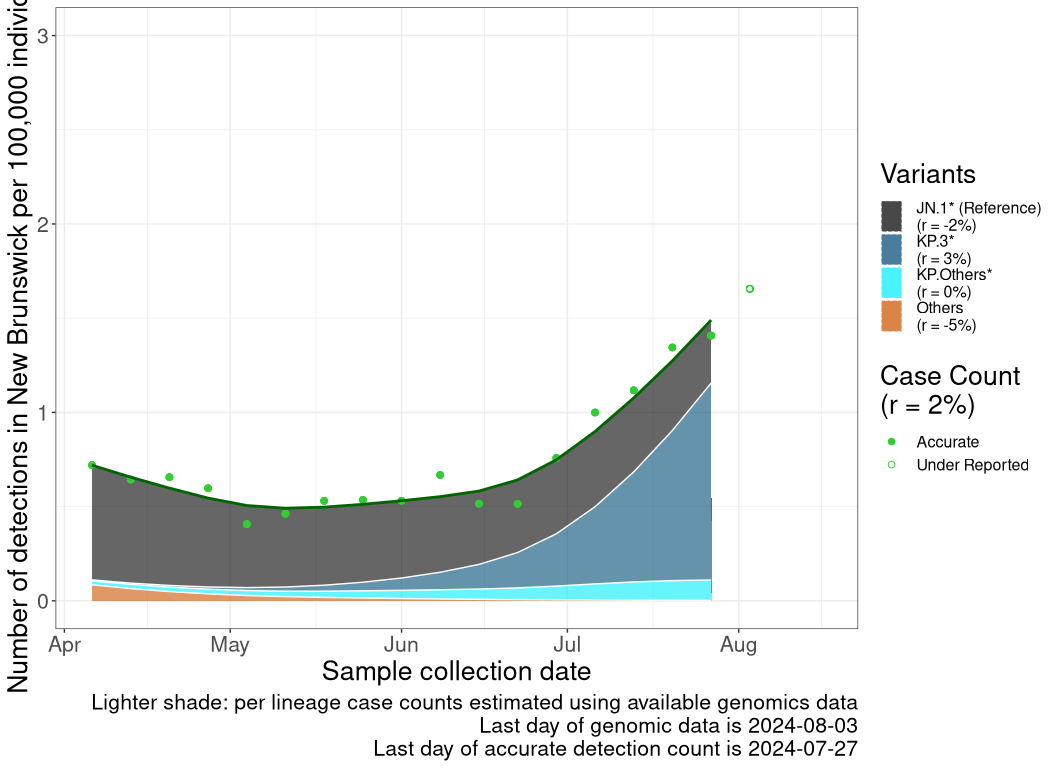 Number of detections in New Brunswick per 100,000
3
2
1
0
Apr
May
Jun
Jul
Aug
Sample collection date
Lighter shade: per lineage case counts estimated using available genomics data
Last day of genomic data is 2024-08-03
Last day of accurate detection count is 2024-07-27
Variants
JN.1* (Reference)
(r = -2%)
KP.3*
(r = 3%)
KP.Others*
(r = 0%)
Others
(r = -5%)
Case Count
(r = 2%)
Accurate
Under Reported